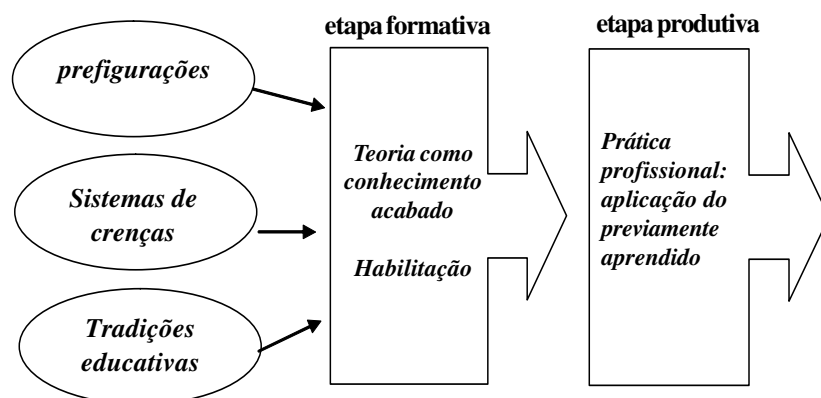 etapa formativa
etapa produtiva
prefigurações
Sistemas de
crenças
Tradições
educativas
Teoria como
conhecimento
acabado
Habilitação
Prática
profissional:
aplicação do
previamente
aprendido